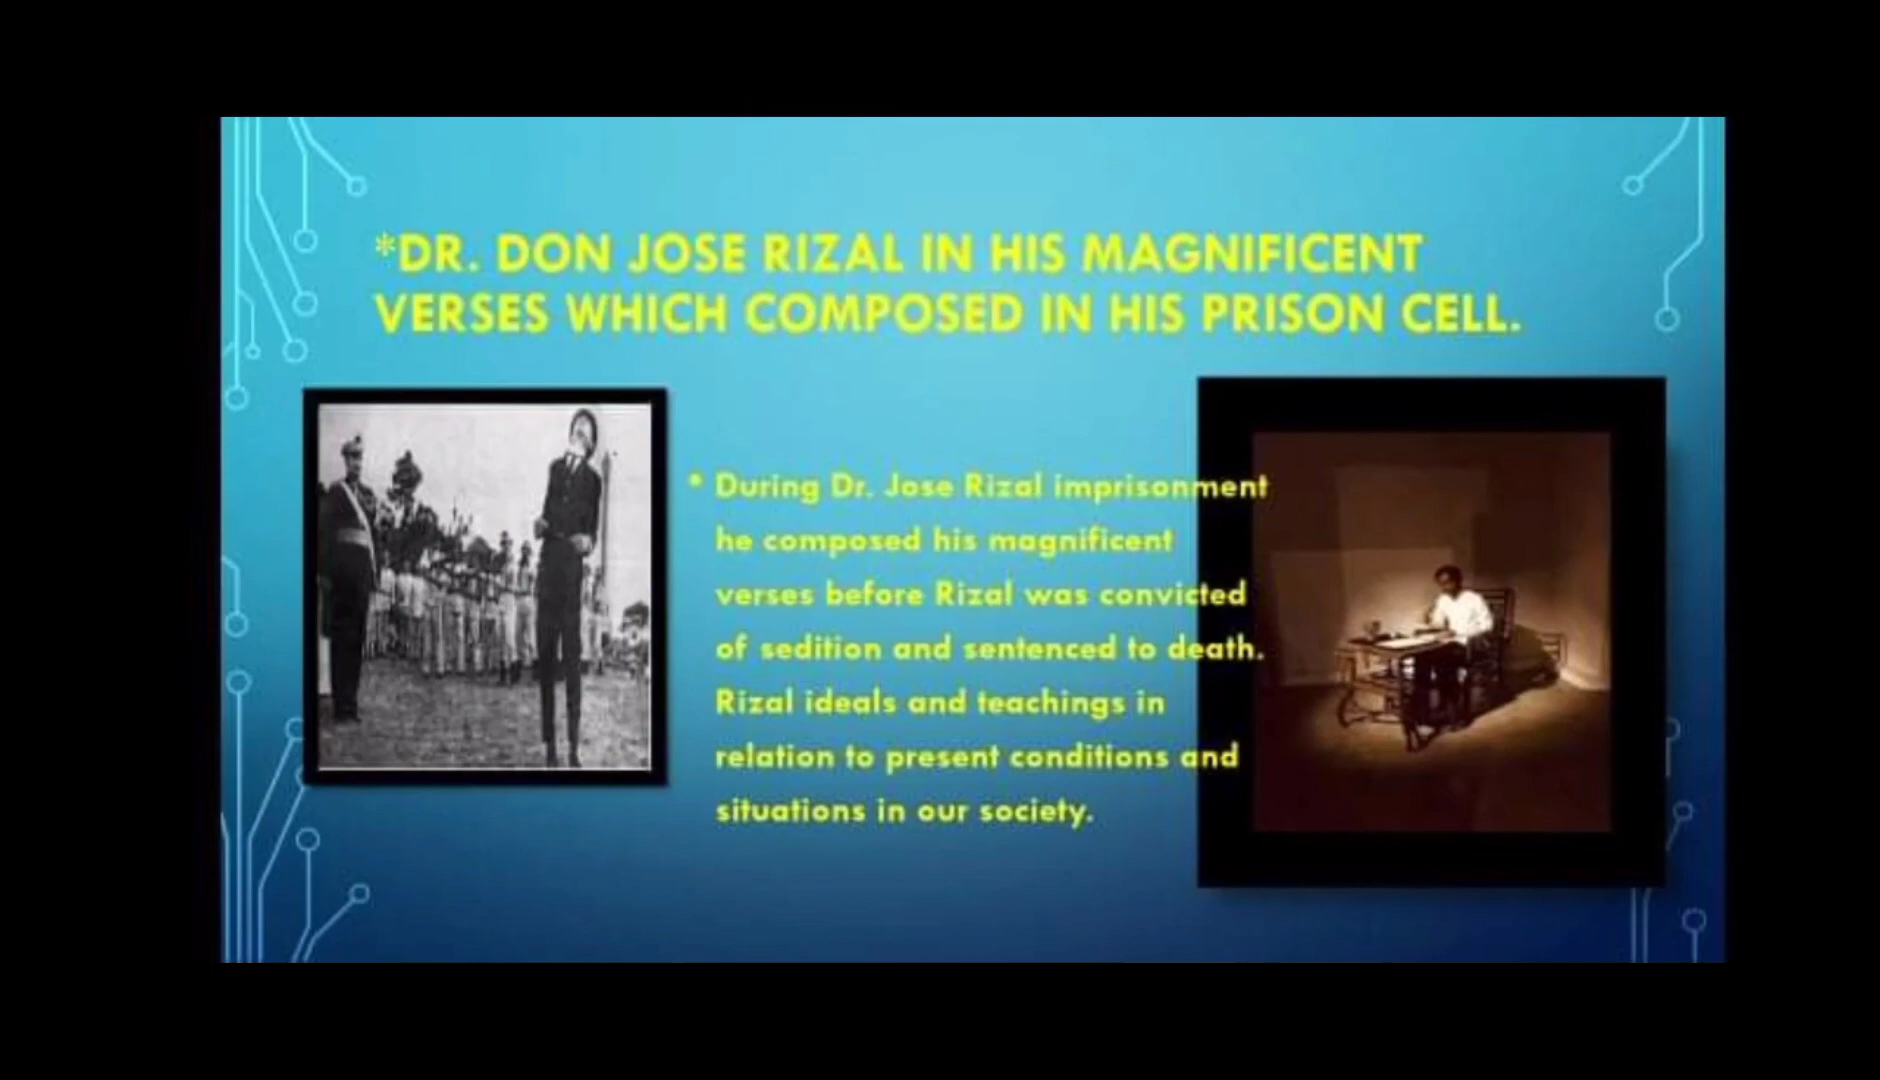 *DR. DON JOSE RIZAL IN HIS MAGNIFICENT
VERSES WHICH COMPOSED IN HIS PRISON CELL.
• During Dr. Jose Rizal imprisonment
he composed his magnificent
verses before Rizal was convicted
of sedition and sentenced to death.
Rizal ideals and teachings in
relation to present conditions and
situations in our society.